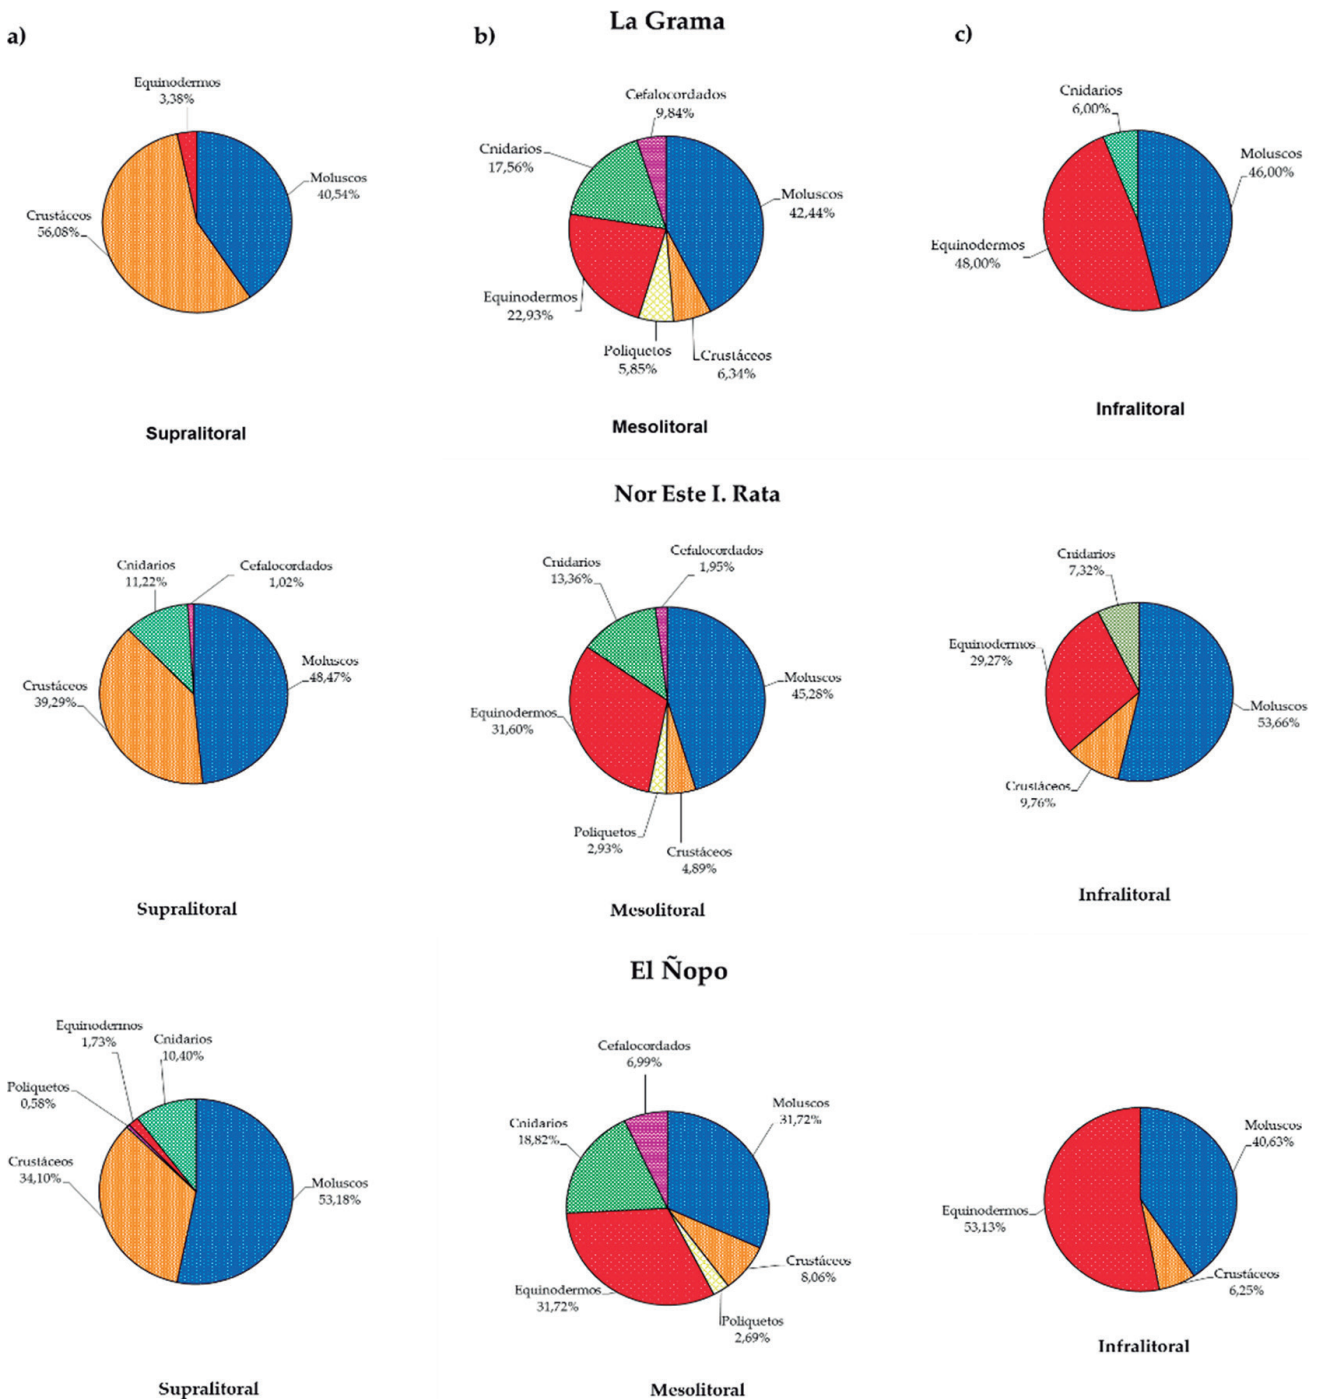 La Grama
a)
Equinodermos
3,38%
Moluscos
40,54%
Crustáceos
56,08%
Supralitoral
b)
Cefalocordados
9,84%
Cnidarios
17,56%
Moluscos
42,44%
Equinodermos
22,93%
Poliquetos
5,85%
Crustáceos
6,34%
Mesolitoral
c)
Cnidarios
6,00%
Moluscos
46,00%
Equinodermos
48,00%
Infralitoral
Nor Este I. Rata
Cnidarios
11,22%
Cefalocordados
1,02%
Moluscos
48,47%
Crustáceos
39,29%
Supralitoral
Cefalocordados
1,95%
Cnidarios
13,36%
Moluscos
45,28%
Equinodermos
31,60%
Poliquetos
2,93%
Crustáceos
4,89%
Mesolitoral
Cnidarios
7,32%
Equinodermos
29,27%
Moluscos
53,66%
Crustáceos
9,76%
Infralitoral
El Ñopo
Equinodermos
1,73%
Cnidarios
10,40%
Poliquetos
0,58%
Crustáceos
34,10%
Moluscos
53,18%
Supralitoral
Cefalocordados
6,99%
Moluscos
31,72%
Cnidarios
18,82%
Crustáceos
8,06%
Equinodermos
31,72%
Poliquetos
2,69%
Mesolitoral
Moluscos
40,63%
Equinodermos
53,13%
Crustáceos
6,25%
Infralitoral